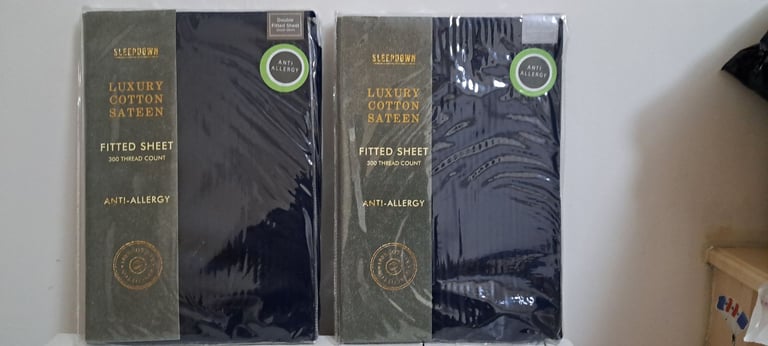 Double
Fitted Sheet
SLEEPDOWN
ANTI
ALLERGY
LUXURY
COTTON
SATEEN
FITTED SHEET
300 THREAD COUNT
ANTI-ALLERGY
SLEEPDOWN
ANTI
ALLERGY
LUXURY
COTTON
SATEEN
FITTED SHEET
300 THREAD COUNT
ANTI-ALLERGY